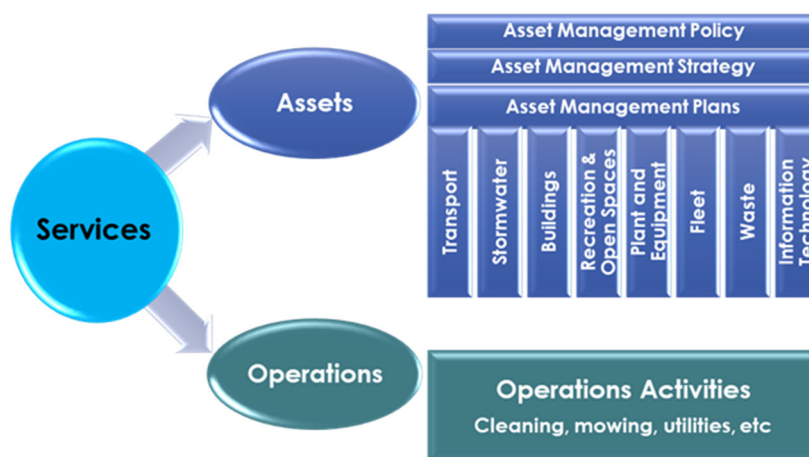 Asset Management Policy
Asset Management Strategy
Assets
Asset Management Plans
Transport
Stormwater
Buildings
Recreation &
Open Spaces
Plant and
Equipment
Fleet
Waste
Information
Technology
Services
Operations
Operations Activities
Cleaning, mowing, utilities, etc